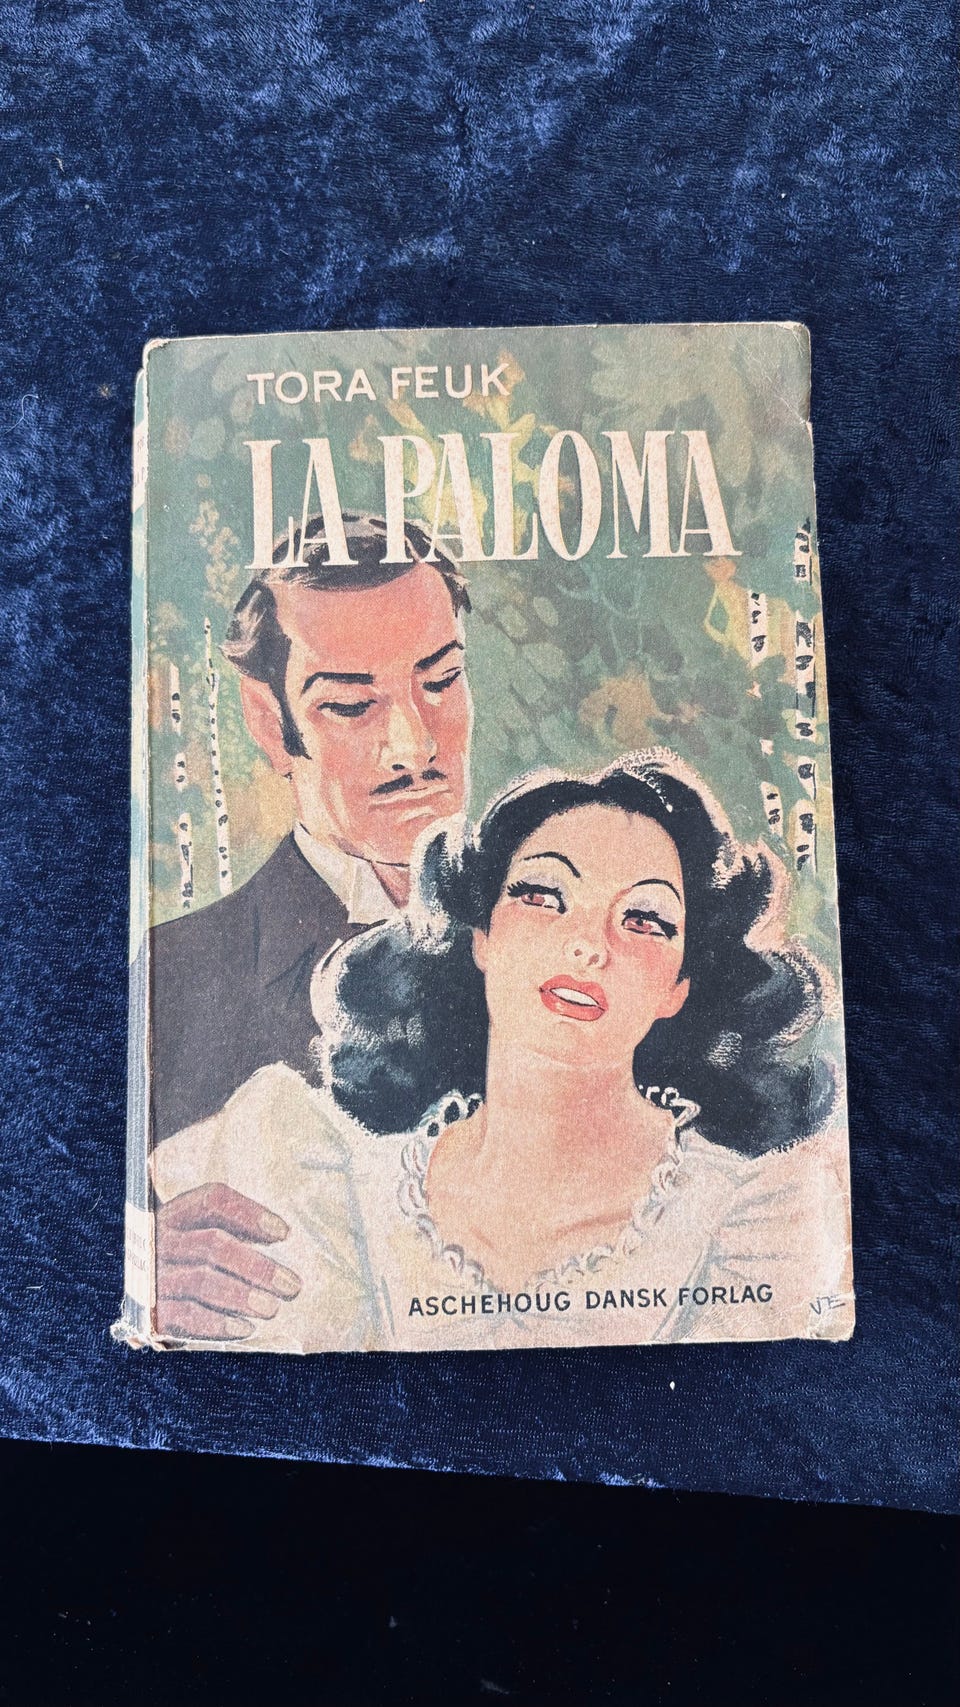 TORA FEUK
LA PALOMA
ASCHEHOUG DANSK FORLAG